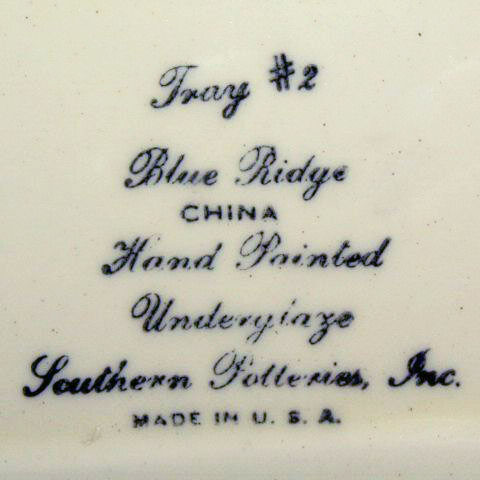 Tray #2
Blue Ridge
CHINA
Hand Painted
Underglaze
Southern Potteries, Inc.
MADE IN U. S. A.